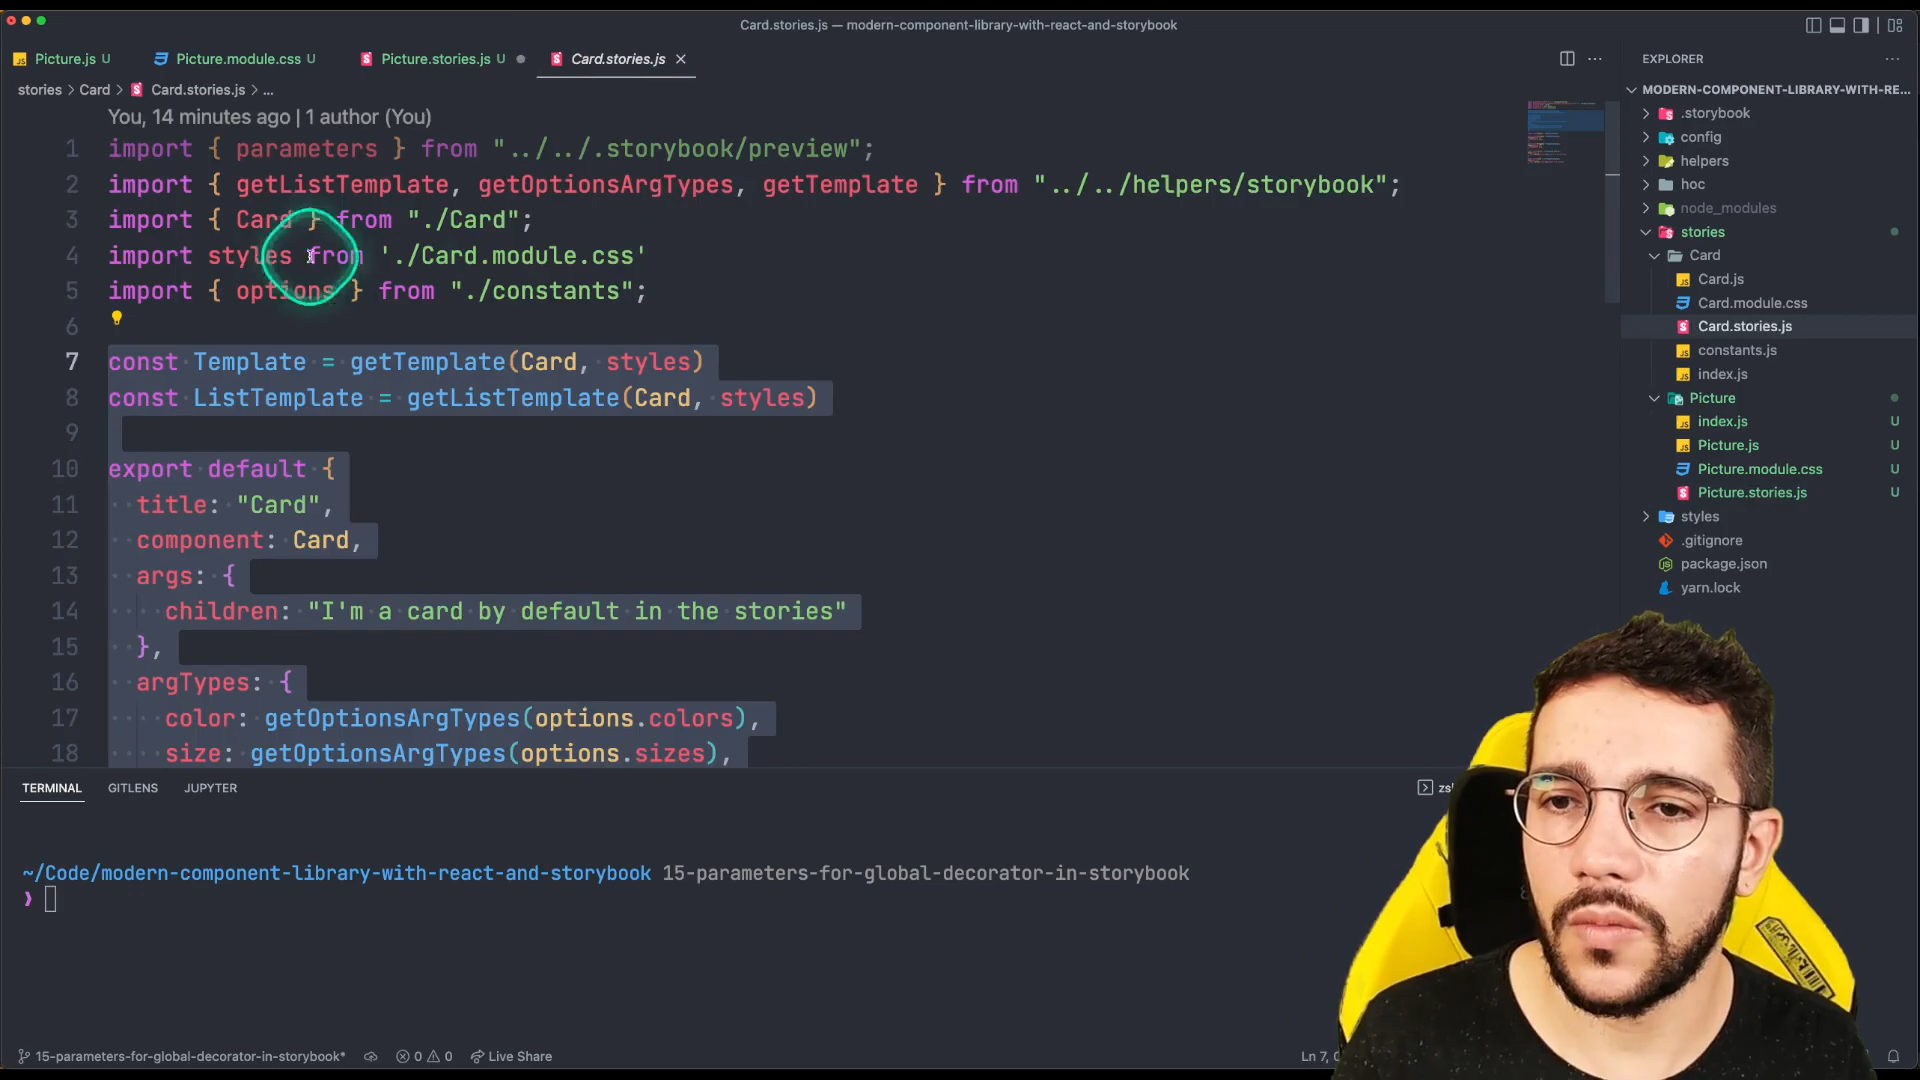 Card.stories.js — modern-component-library-with-react-and-storybook
Picture.js U
Picture.module.css U
Picture.stories.js U
Card.stories.js
EXPLORER
stories > Card > Card.stories.js > ...
MODERN-COMPONENT-LIBRARY-WITH-RE...
You, 14 minutes ago | 1 author (You)
1 import { parameters } from "../../.storybook/preview";
2 import { getListTemplate, getOptionsArgTypes, getTemplate } from "../../helpers/storybook";
3 import { Card } from "./Card";
4 import styles from './Card.module.css'
5 import { options } from "./constants";
6
7 const Template = getTemplate(Card, styles)
8 const ListTemplate = getListTemplate(Card, styles)
9
10 export default {
11 title: "Card",
12 component: Card,
13 args: {
14 children: "I'm a card by default in the stories"
15 },
16 argTypes: {
17 color: getOptionsArgTypes(options.colors),
18 size: getOptionsArgTypes(options.sizes),
.storybook
config
helpers
hoc
node_modules
stories
Card
Card.js
Card.module.css
Card.stories.js
constants.js
index.js
Picture
index.js U
Picture.js U
Picture.module.css U
Picture.stories.js U
styles
.gitignore
package.json
yarn.lock
TERMINAL
GITLENS
JUPYTER
~/Code/modern-component-library-with-react-and-storybook 15-parameters-for-global-decorator-in-storybook
❯
15-parameters-for-global-decorator-in-storybook*
0
0
Live Share
Ln 7,